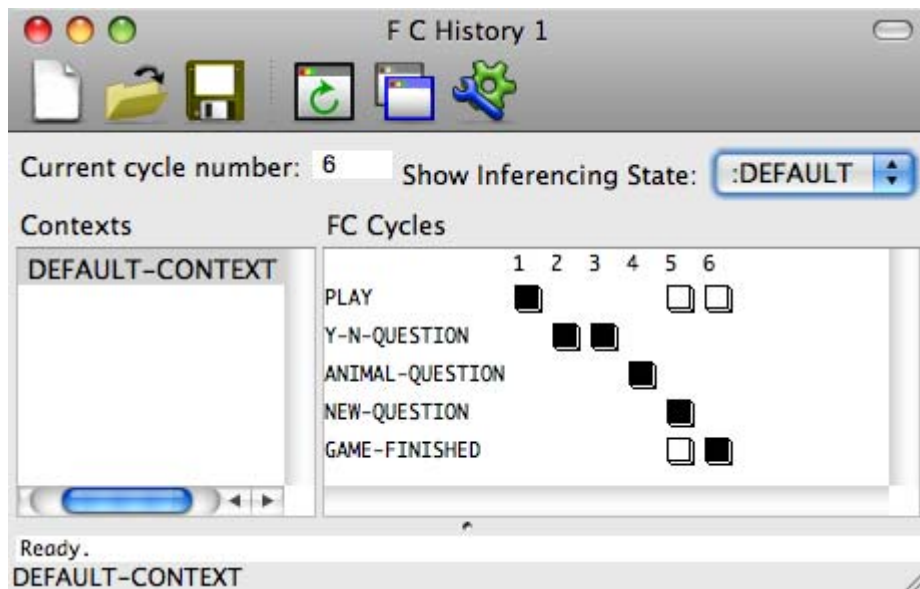 F C History 1
Current cycle number: 6 Show Inferencing State: :DEFAULT
Contexts FC Cycles
DEFAULT-CONTEXT
1 2 3 4 5 6
PLAY
Y-N-QUESTION
ANIMAL-QUESTION
NEW-QUESTION
GAME-FINISHED
Ready.
DEFAULT-CONTEXT